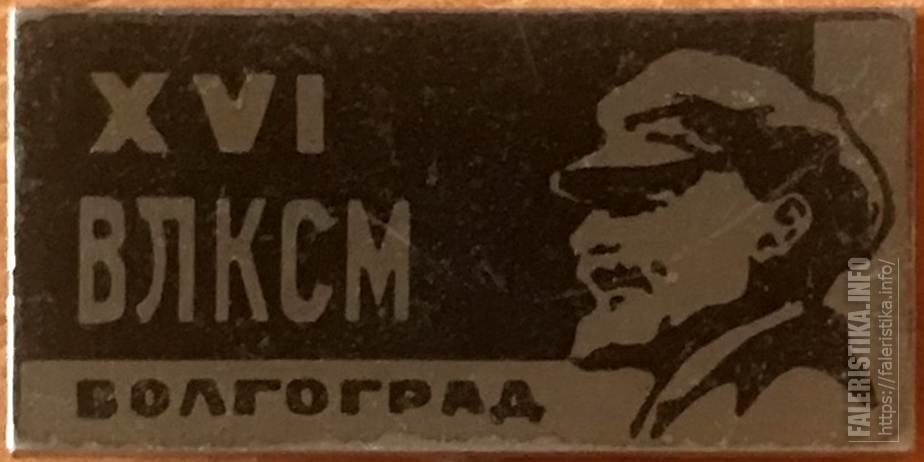 XVI
ВЛКСМ
ВОЛГОГРАД
FALERISTIKA.INFO
https://faleristika.info/